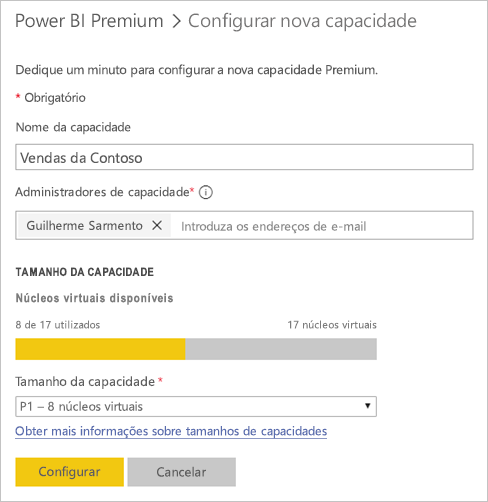 Power BI Premium > Configurar nova capacidade
Dedique um minuto para configurar a nova capacidade Premium.
* Obrigatório
Nome da capacidade
Vendas da Contoso
Administradores de capacidade* i
Guilherme Sarmento × Introduza os endereços de e-mail
TAMANHO DA CAPACIDADE
Núcleos virtuais disponíveis
8 de 17 utilizados 17 núcleos virtuais
Tamanho da capacidade *
P1 – 8 núcleos virtuais
Obter mais informações sobre tamanhos de capacidades
Configurar Cancelar